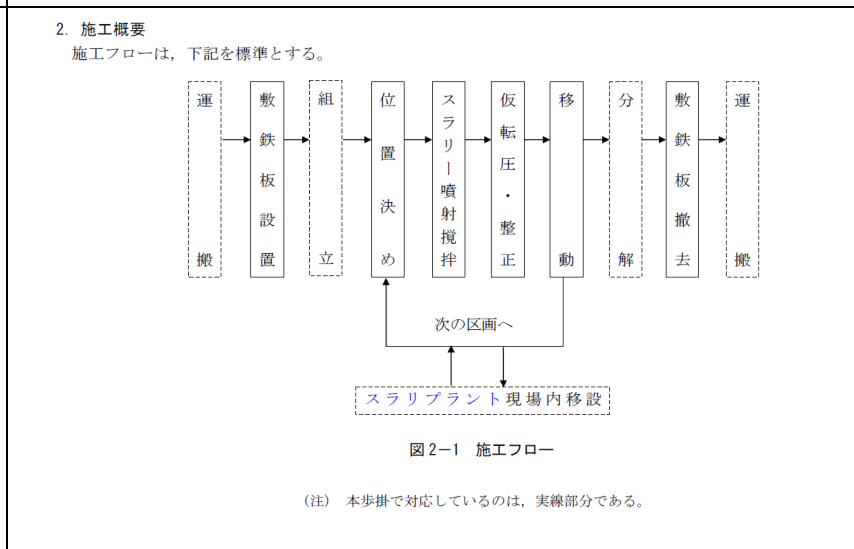 2. 施工概要
施工フローは，下記を標準とする。
運搬
敷鉄板設置
組立
位置決め
スラリー噴射撹拌
仮転圧・整正
移動
分解
敷鉄板撤去
運搬
次の区画へ
スラリプラント現場内移設
図2－1 施工フロー
（注） 本歩掛で対応しているのは，実線部分である。